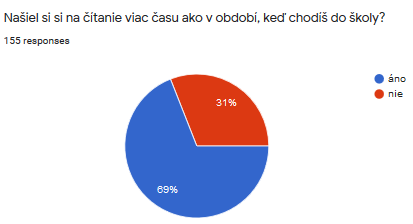 Našiel si si na čítanie viac času ako v období, keď chodíš do školy?
155 responses
áno
nie
31%
69%